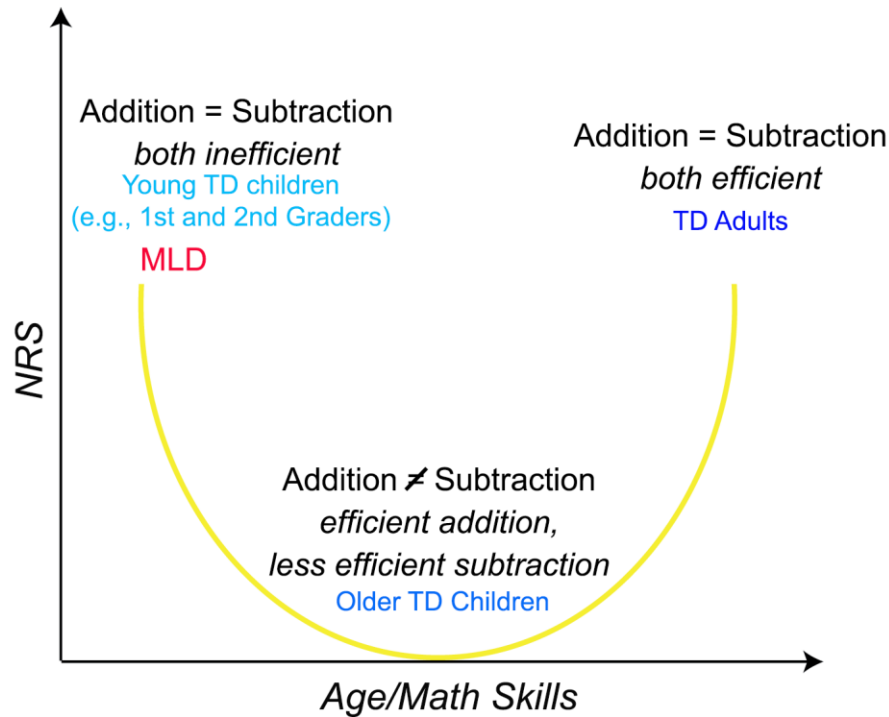 Addition = Subtraction
both inefficient
Young TD children
(e.g., 1st and 2nd Graders)
MLD
Addition = Subtraction
both efficient
TD Adults
NRS
Addition ≠ Subtraction
efficient addition,
less efficient subtraction
Older TD Children
Age/Math Skills